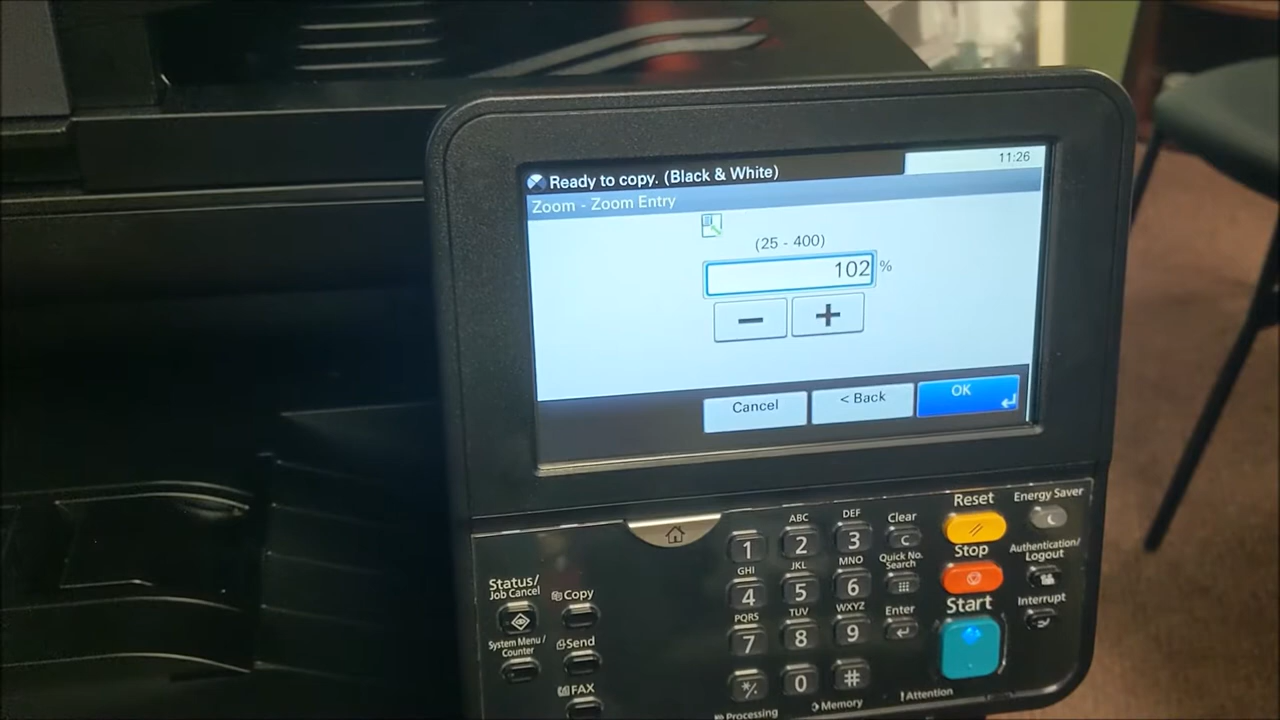 11:26
Ready to copy. (Black & White)
Zoom - Zoom Entry
(25 - 400)
102 %
− +
Cancel
< Back
OK
Reset
Energy Saver
ABC
DEF
Clear
1
2
3
C
Stop
Authentication/
Logout
GHI
JKL
MNO
Quick No.
Search
4
5
6
Status/
Job Cancel
Copy
Start
Interrupt
PQRS
TUV
WXYZ
Enter
7
8
9
System Menu /
Counter
Send
*/.
0
#
FAX
Processing
Memory
Attention